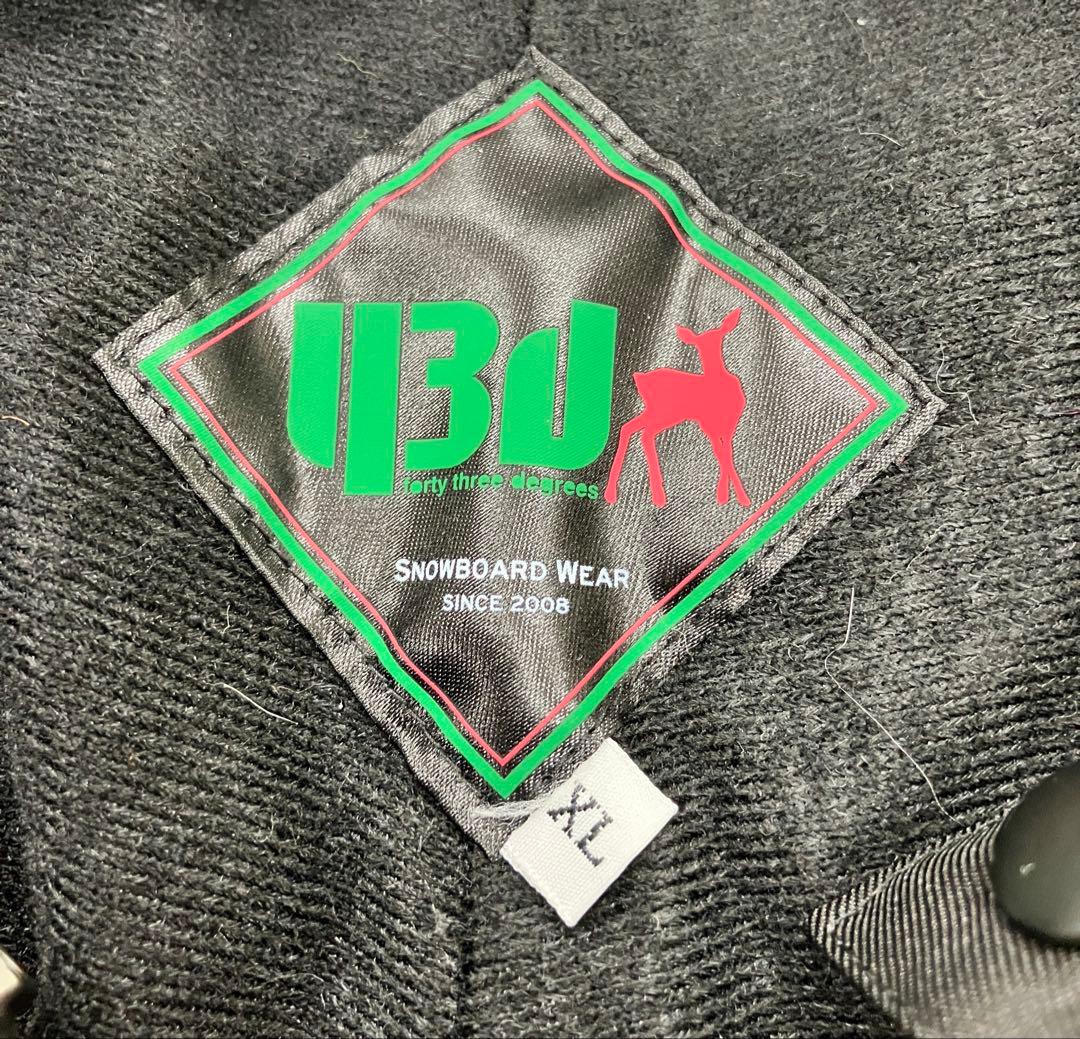 43d
forty three degrees
SNOWBOARD WEAR
SINCE 2008
XL